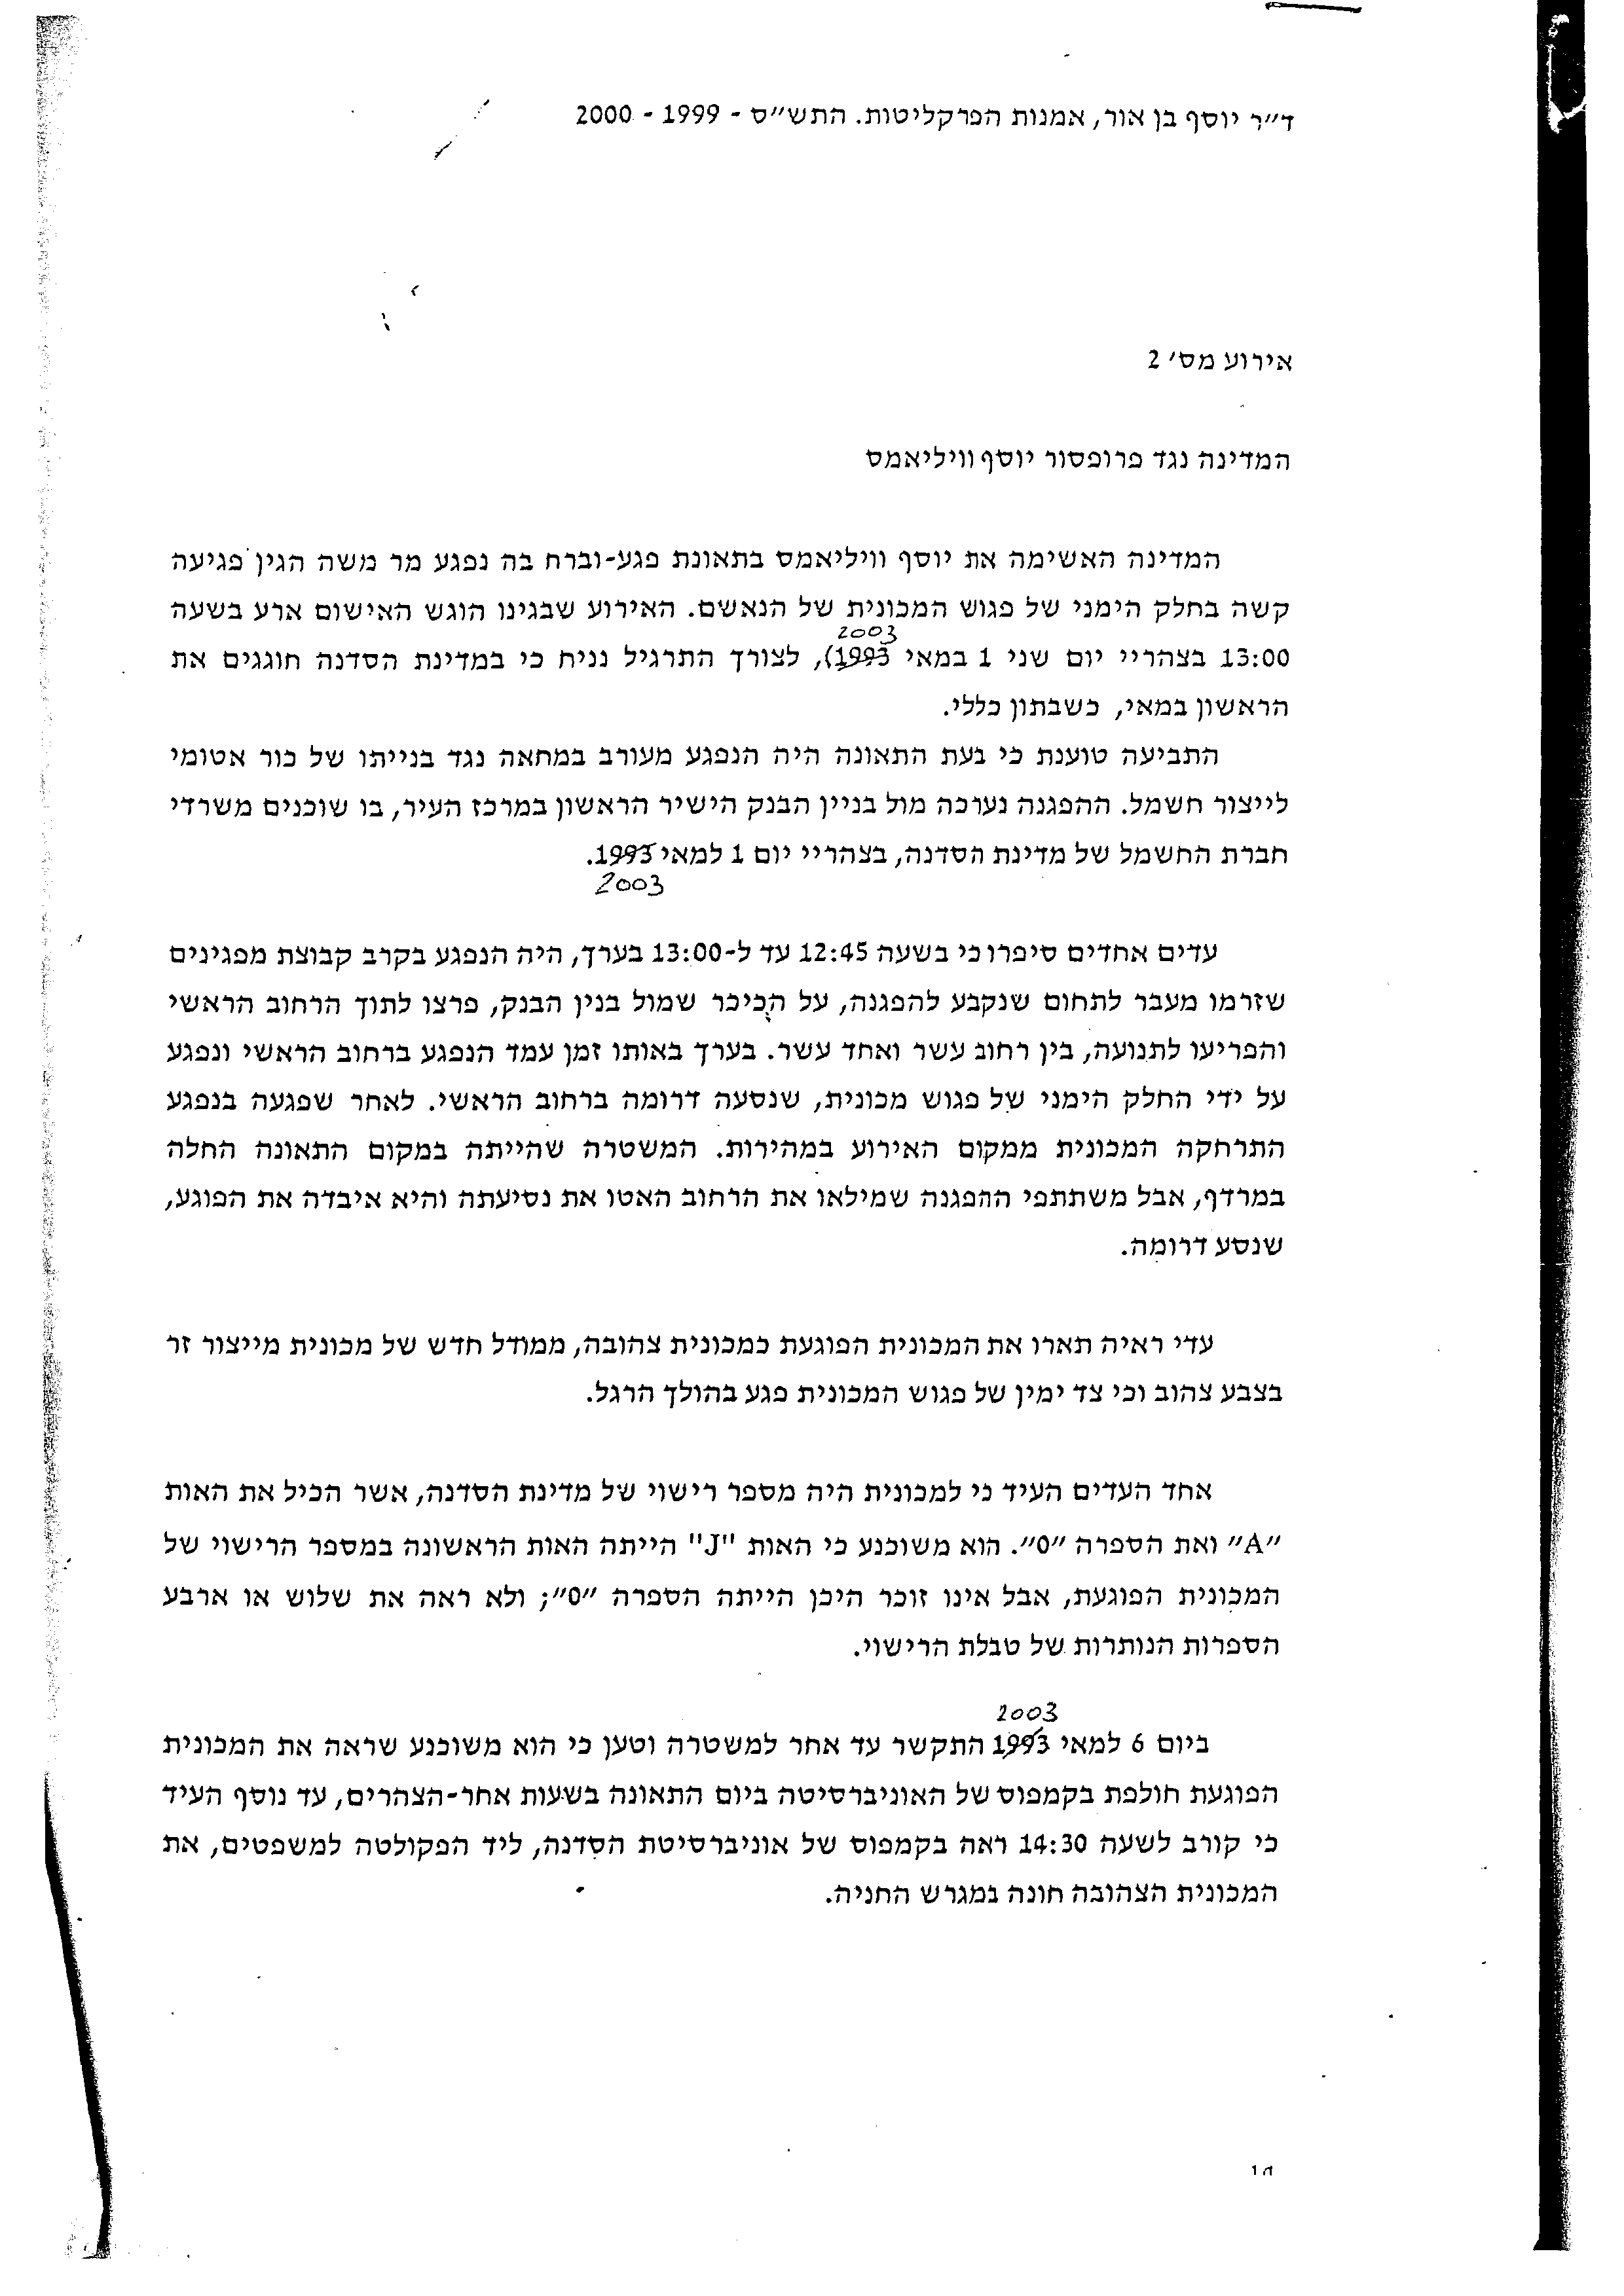 ד״ר יוסף בן אור, אמנות הפרקליטות. התש״ס - 1999 - 2000
אירוע מס׳ 2
המדינה נגד פרופסור יוסף וויליאמס
המדינה האשימה את יוסף וויליאמס בתאונת פגע-וברח בה נפגע מר משה הגין פגיעה
קשה בחלק הימני של פגוש המכונית של הנאשם. האירוע שבגינו הוגש האישום ארע בשעה
2003
13:00 בצהריי יום שני 1 במאי 1993), לצורך התרגיל נניח כי במדינת הסדנה חוגגים את
הראשון במאי, כשבתון כללי.
התביעה טוענת כי בעת התאונה היה הנפגע מעורב במחאה נגד בנייתו של כור אטומי
לייצור חשמל. ההפגנה נערכה מול בניין הבנק הישיר הראשון במרכז העיר, בו שוכנים משרדי
חברת החשמל של מדינת הסדנה, בצהריי יום 1 למאי 1993.
2003
עדים אחדים סיפרו כי בשעה 12:45 עד ל-13:00 בערך, היה הנפגע בקרב קבוצת מפגינים
שזרמו מעבר לתחום שנקבע להפגנה, על הכיכר שמול בנין הבנק, פרצו לתוך הרחוב הראשי
והפריעו לתנועה, בין רחוב עשר ואחד עשר. בערך באותו זמן עמד הנפגע ברחוב הראשי ונפגע
על ידי החלק הימני של פגוש מכונית, שנסעה דרומה ברחוב הראשי. לאחר שפגעה בנפגע
התרחקה המכונית ממקום האירוע במהירות. המשטרה שהייתה במקום התאונה החלה
במרדף, אבל משתתפי ההפגנה שמילאו את הרחוב האטו את נסיעתה והיא איבדה את הפוגע,
שנסע דרומה.
עדי ראיה תארו את המכונית הפוגעת כמכונית צהובה, ממודל חדש של מכונית מייצור זר
בצבע צהוב וכי צד ימין של פגוש המכונית פגע בהולך הרגל.
אחד העדים העיד כי למכונית היה מספר רישוי של מדינת הסדנה, אשר הכיל את האות
״A״ ואת הספרה ״0״. הוא משוכנע כי האות "J" הייתה האות הראשונה במספר הרישוי של
המכונית הפוגעת, אבל אינו זוכר היכן הייתה הספרה ״0״; ולא ראה את שלוש או ארבע
הספרות הנותרות של טבלת הרישוי.
2003
ביום 6 למאי 1993 התקשר עד אחר למשטרה וטען כי הוא משוכנע שראה את המכונית
הפוגעת חולפת בקמפוס של האוניברסיטה ביום התאונה בשעות אחר-הצהרים, עד נוסף העיד
כי קורב לשעה 14:30 ראה בקמפוס של אוניברסיטת הסדנה, ליד הפקולטה למשפטים, את
המכונית הצהובה חונה במגרש החניה.